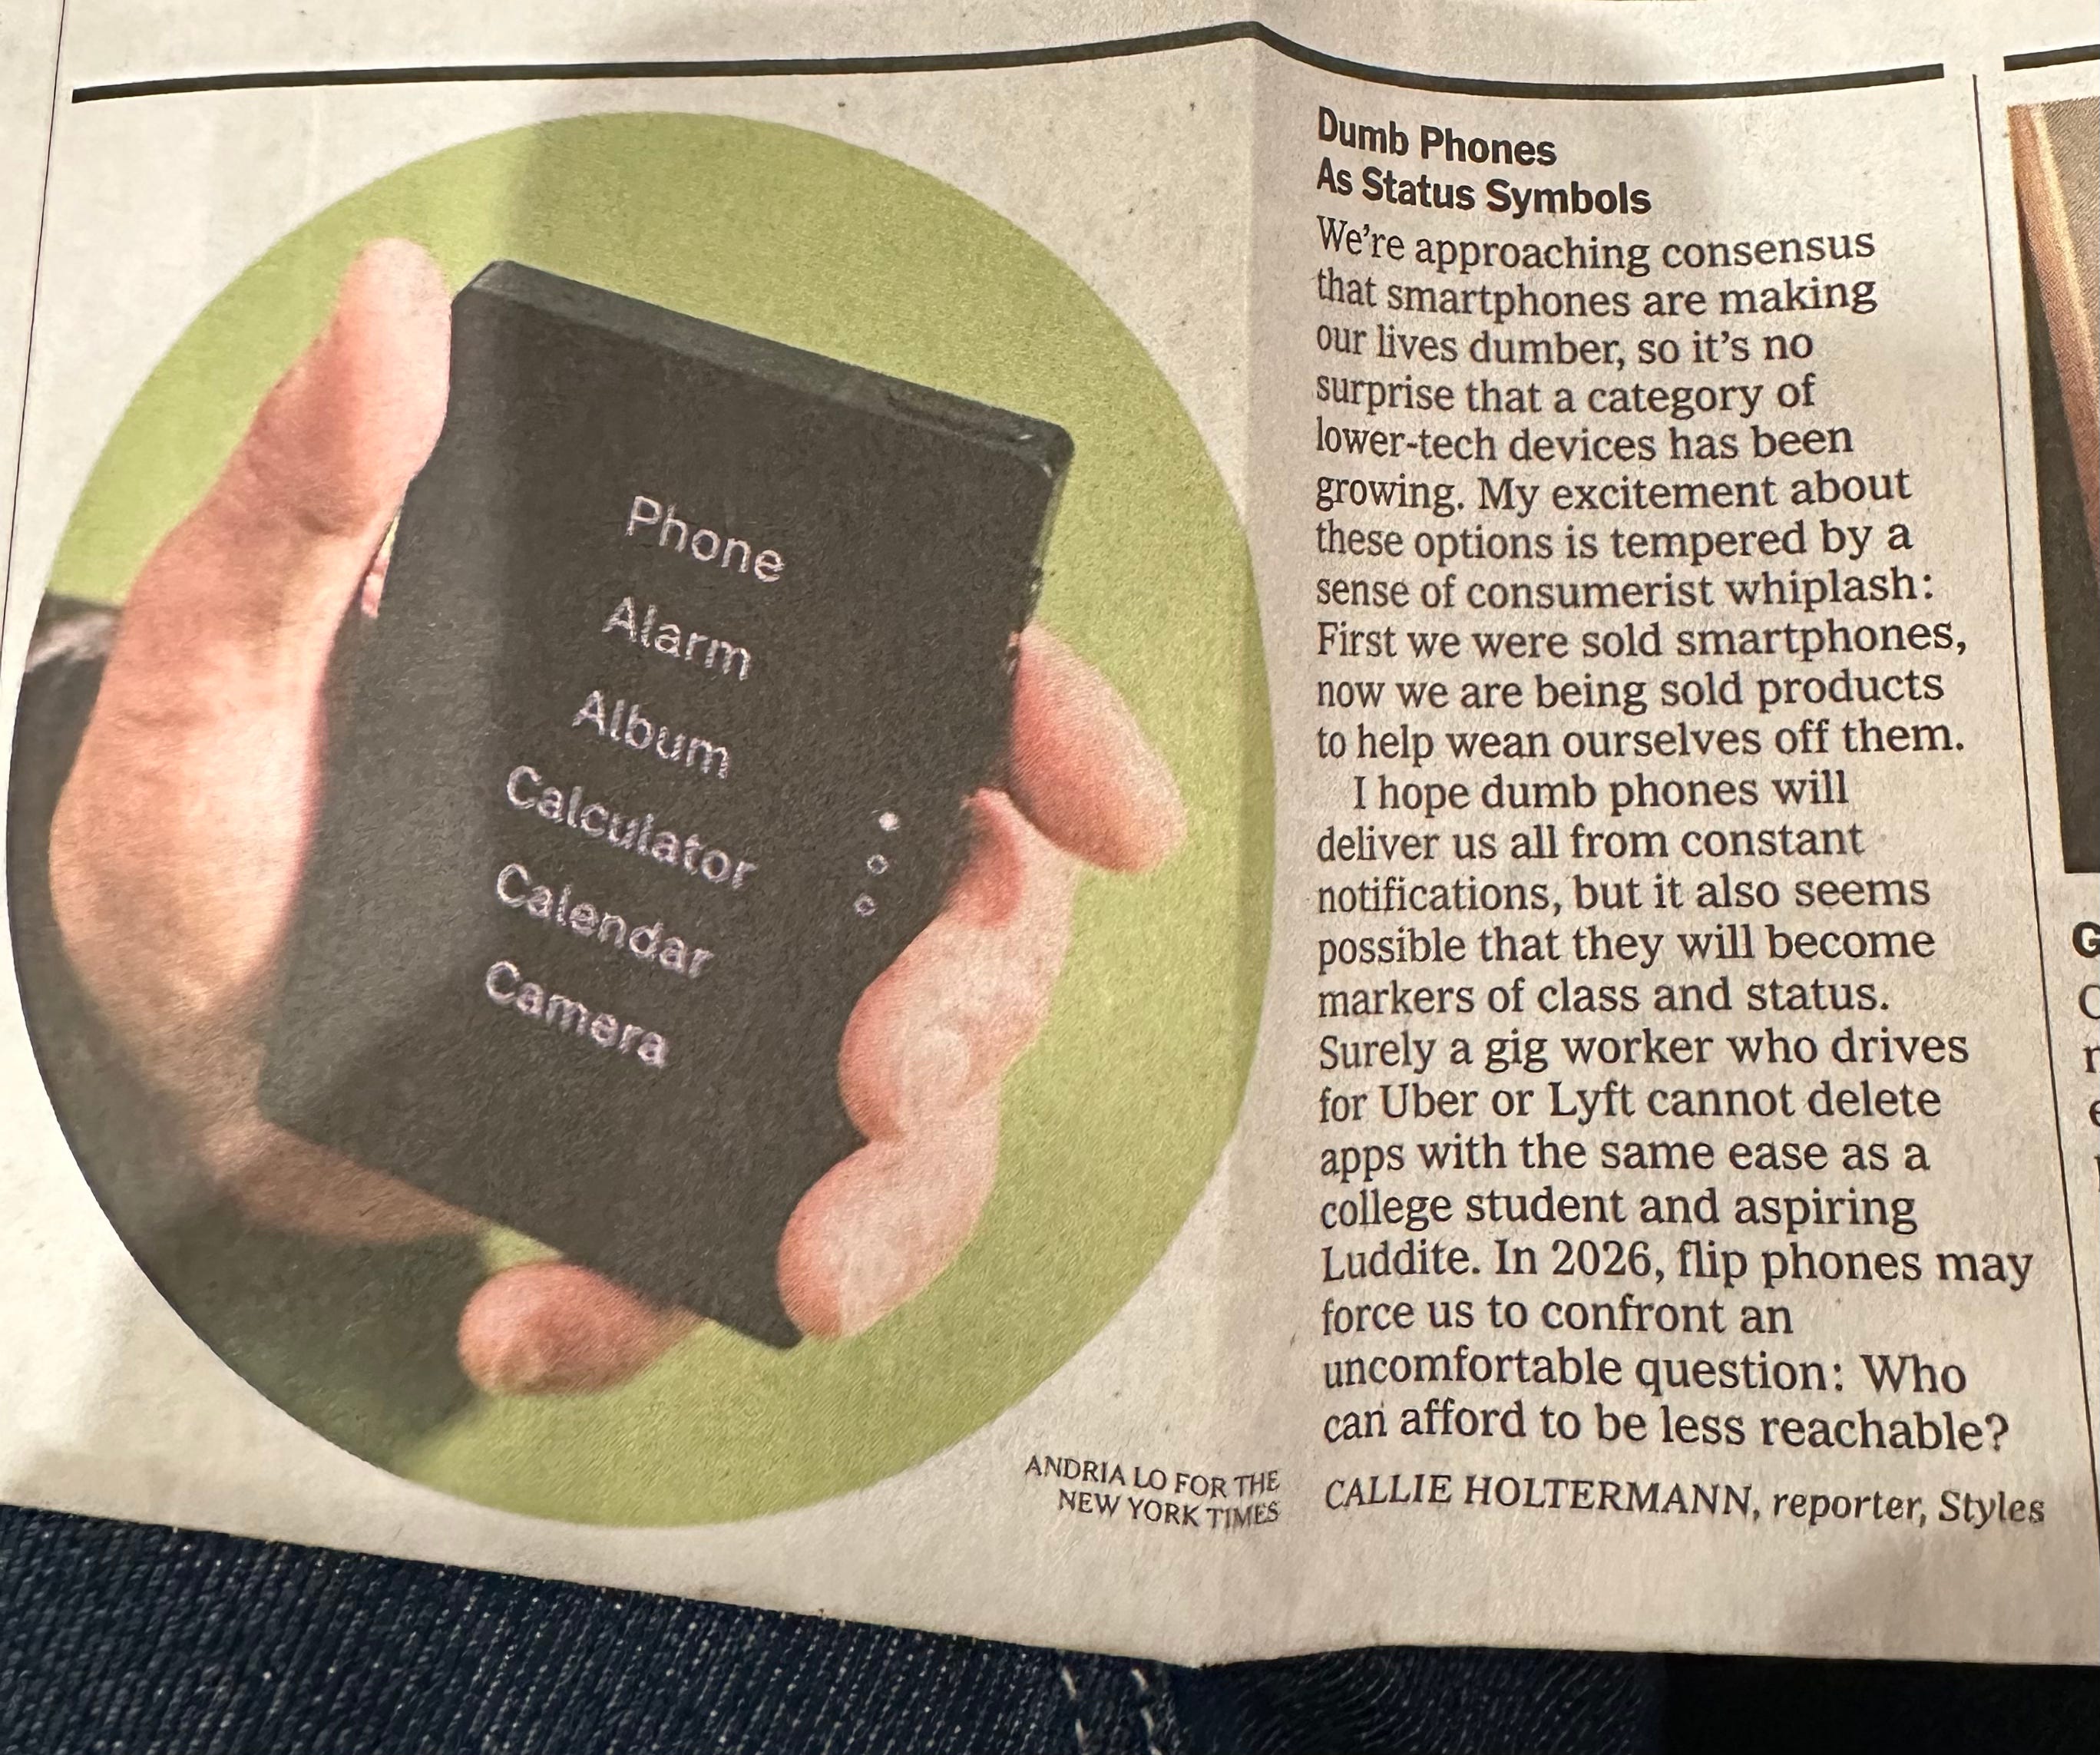 Phone
Alarm
Album
Calculator
Calendar
Camera
ANDRIA LO FOR THE
NEW YORK TIMES
Dumb Phones
As Status Symbols
We're approaching consensus
that smartphones are making
our lives dumber, so it's no
surprise that a category of
lower-tech devices has been
growing. My excitement about
these options is tempered by a
sense of consumerist whiplash:
First we were sold smartphones,
now we are being sold products
to help wean ourselves off them.
I hope dumb phones will
deliver us all from constant
notifications, but it also seems
possible that they will become
markers of class and status.
Surely a gig worker who drives
for Uber or Lyft cannot delete
apps with the same ease as a
college student and aspiring
Luddite. In 2026, flip phones may
force us to confront an
uncomfortable question: Who
can afford to be less reachable?
CALLIE HOLTERMANN, reporter, Styles